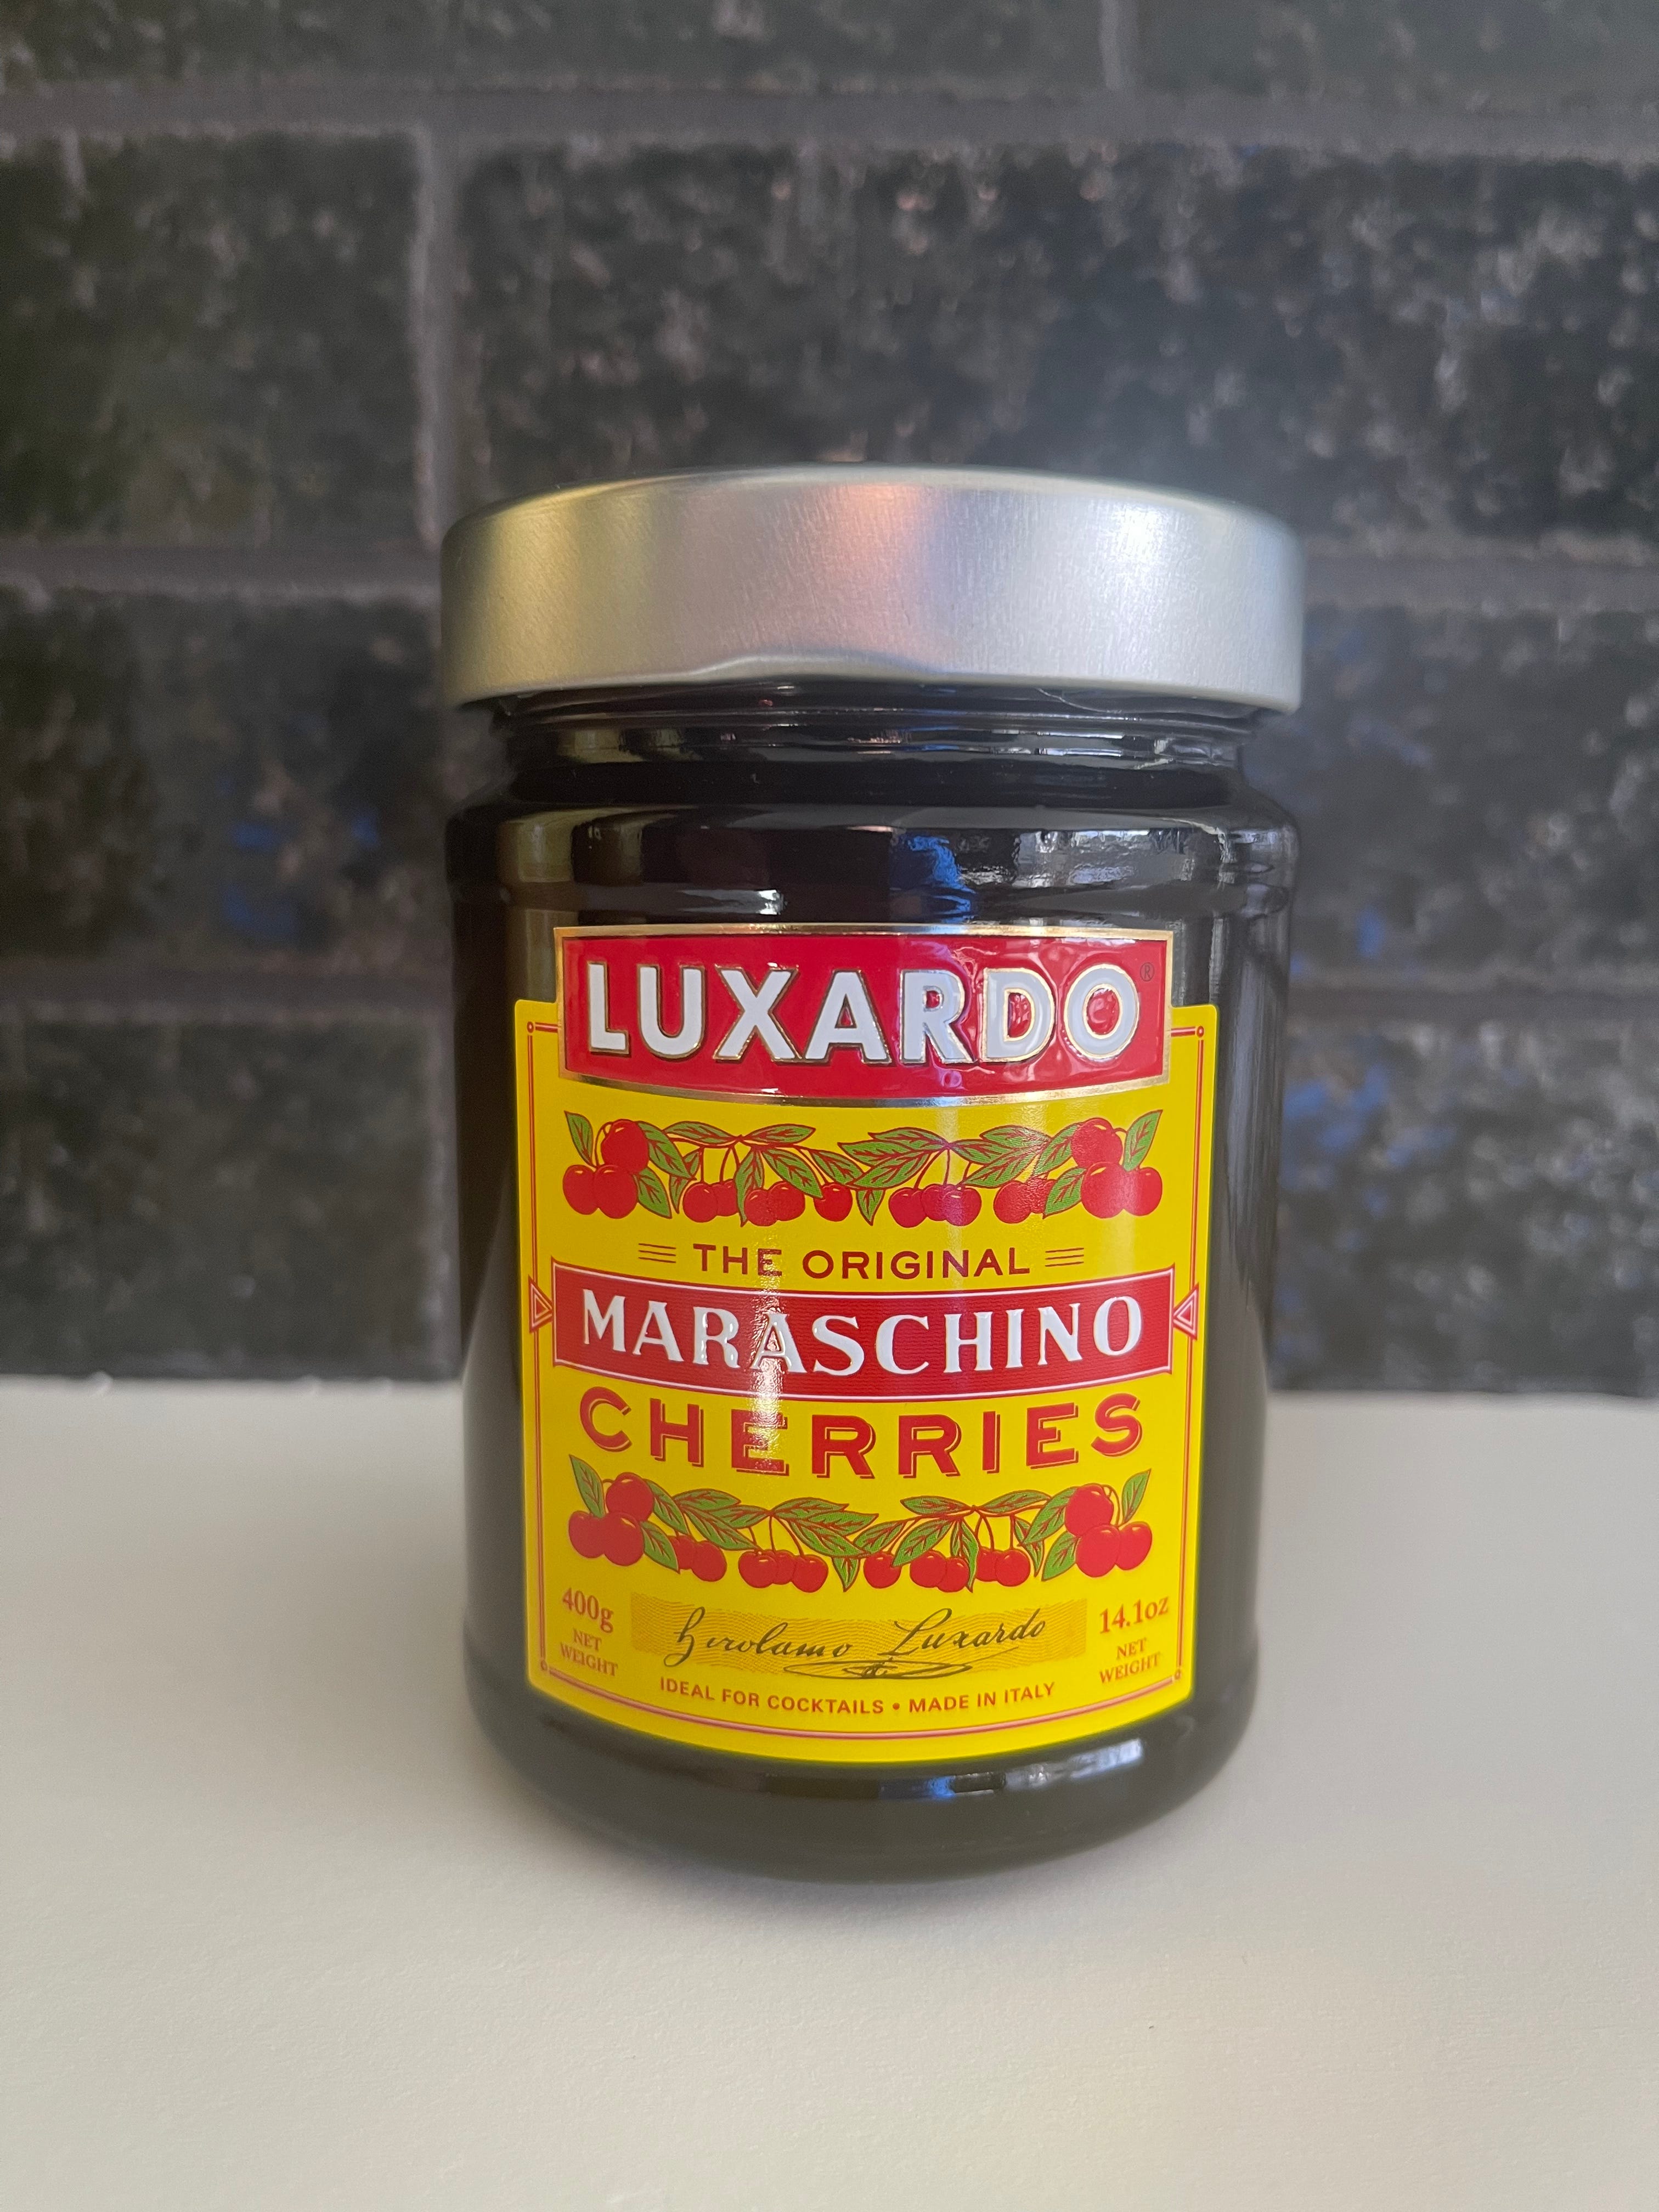 LUXARDO®
THE ORIGINAL
MARASCHINO
CHERRIES
400g
NET
WEIGHT
Girolamo Luxardo
14.1oz
NET
WEIGHT
IDEAL FOR COCKTAILS • MADE IN ITALY